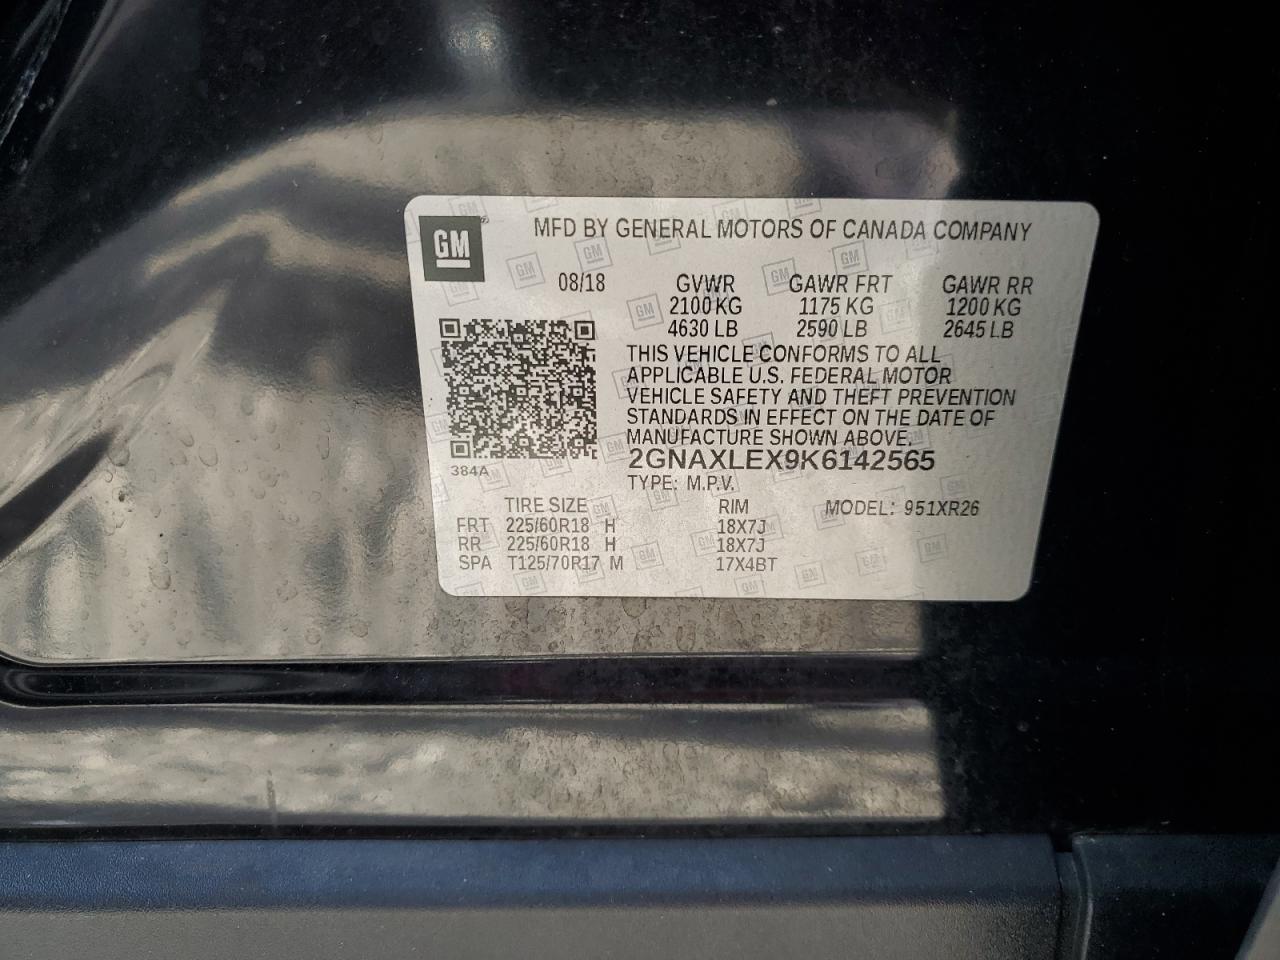 GM
MFD BY GENERAL MOTORS OF CANADA COMPANY
08/18 GVWR GAWR FRT GAWR RR
2100 KG 1175 KG 1200 KG
4630 LB 2590 LB 2645 LB
THIS VEHICLE CONFORMS TO ALL
APPLICABLE U.S. FEDERAL MOTOR
VEHICLE SAFETY AND THEFT PREVENTION
STANDARDS IN EFFECT ON THE DATE OF
MANUFACTURE SHOWN ABOVE.
2GNAXLEX9K6142565
384A
TYPE: M.P.V.
TIRE SIZE RIM MODEL: 951XR26
FRT 225/60R18 H 18X7J
RR 225/60R18 H 18X7J
SPA T125/70R17 M 17X4BT